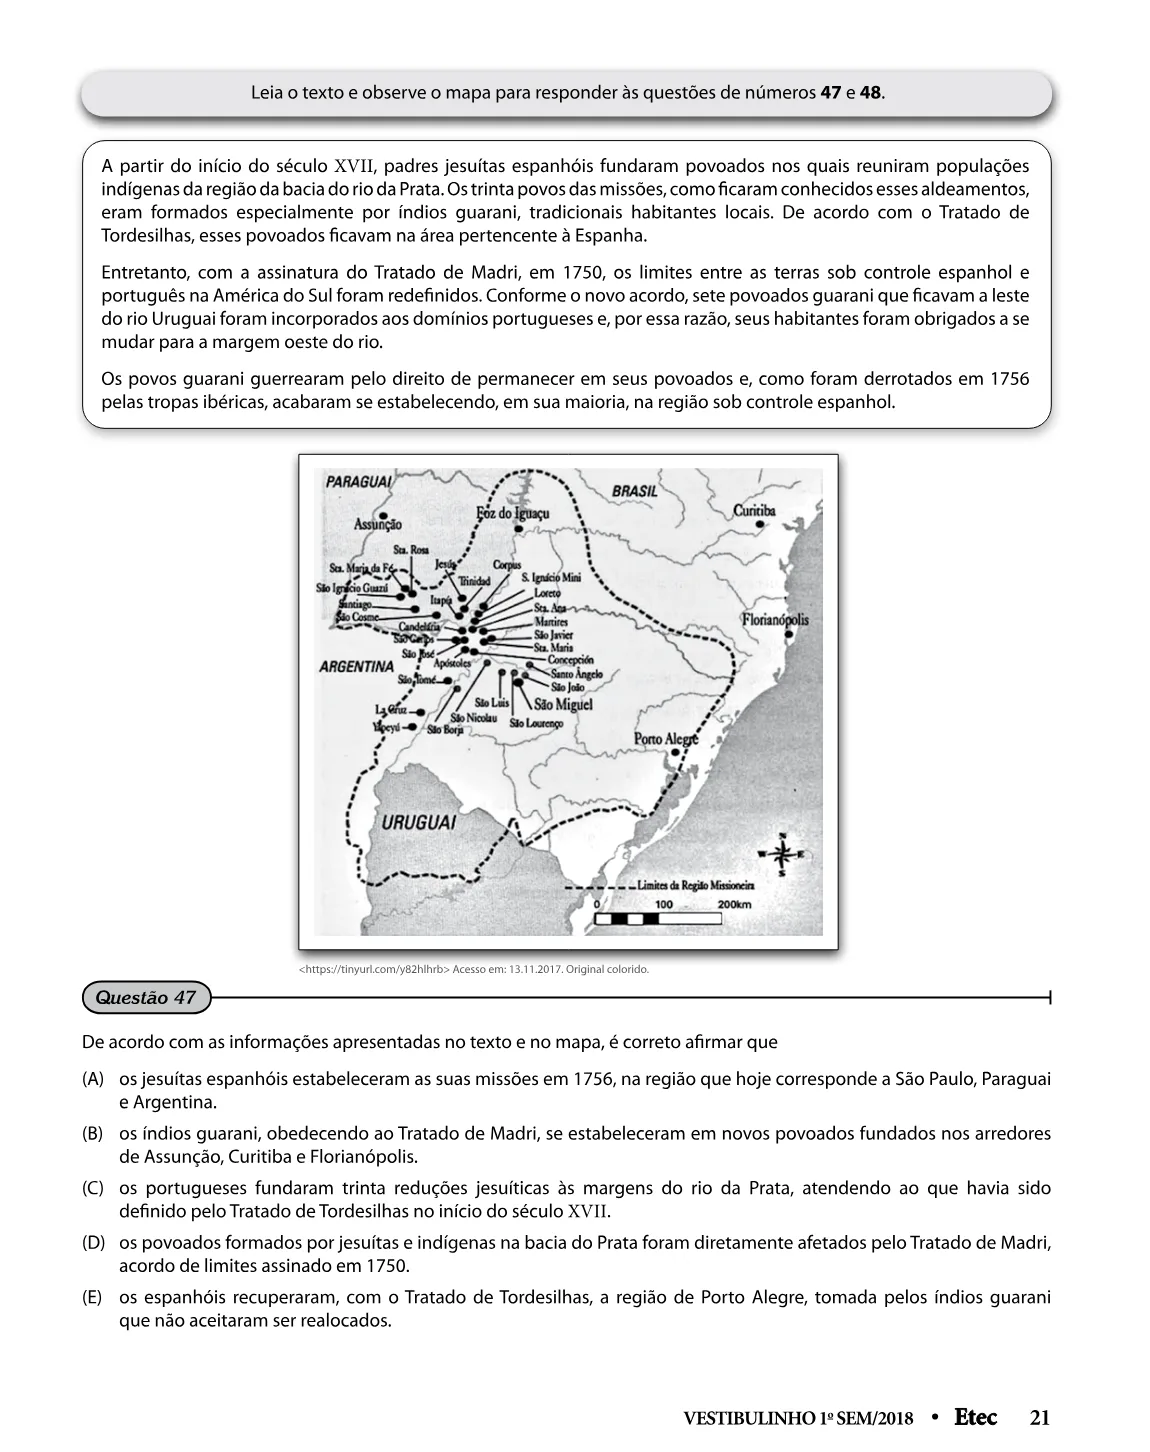 Leia o texto e observe o mapa para responder às questões de números 47 e 48.
A partir do início do século XVII, padres jesuítas espanhóis fundaram povoados nos quais reuniram populações
indígenas da região da bacia do rio da Prata. Os trinta povos das missões, como ficaram conhecidos esses aldeamentos,
eram formados especialmente por índios guarani, tradicionais habitantes locais. De acordo com o Tratado de
Tordesilhas, esses povoados ficavam na área pertencente à Espanha.
Entretanto, com a assinatura do Tratado de Madri, em 1750, os limites entre as terras sob controle espanhol e
português na América do Sul foram redefinidos. Conforme o novo acordo, sete povoados guarani que ficavam a leste
do rio Uruguai foram incorporados aos domínios portugueses e, por essa razão, seus habitantes foram obrigados a se
mudar para a margem oeste do rio.
Os povos guarani guerrearam pelo direito de permanecer em seus povoados e, como foram derrotados em 1756
pelas tropas ibéricas, acabaram se estabelecendo, em sua maioria, na região sob controle espanhol.
PARAGUAI
BRASIL
Assunção
Foz do Iguaçu
Curitiba
Sta. Rosa
Sta. Maria da Fé
Jesús
Corpus
Trinidad
S. Ignácio Mini
São Ignácio Guazú
Loreto
Santiago
Itapúa
Sta. Ana
São Cosme
Martires
Florianópolis
Candelária
São Javier
São Carlos
Sta. Maria
São José
Concepción
ARGENTINA
Apóstoles
Santo Ângelo
São Tomé
São João
São Luis
São Miguel
La Cruz
São Nicolau
São Lourenço
Yapeyú
São Borja
Porto Alegre
URUGUAI
N
W E
S
Limites da Região Missioneira
0 100 200km
<https://tinyurl.com/y82hlhrb> Acesso em: 13.11.2017. Original colorido.
Questão 47
De acordo com as informações apresentadas no texto e no mapa, é correto afirmar que
(A) os jesuítas espanhóis estabeleceram as suas missões em 1756, na região que hoje corresponde a São Paulo, Paraguai
e Argentina.
(B) os índios guarani, obedecendo ao Tratado de Madri, se estabeleceram em novos povoados fundados nos arredores
de Assunção, Curitiba e Florianópolis.
(C) os portugueses fundaram trinta reduções jesuíticas às margens do rio da Prata, atendendo ao que havia sido
definido pelo Tratado de Tordesilhas no início do século XVII.
(D) os povoados formados por jesuítas e indígenas na bacia do Prata foram diretamente afetados pelo Tratado de Madri,
acordo de limites assinado em 1750.
(E) os espanhóis recuperaram, com o Tratado de Tordesilhas, a região de Porto Alegre, tomada pelos índios guarani
que não aceitaram ser realocados.
VESTIBULINHO 1º SEM/2018 • Etec 21